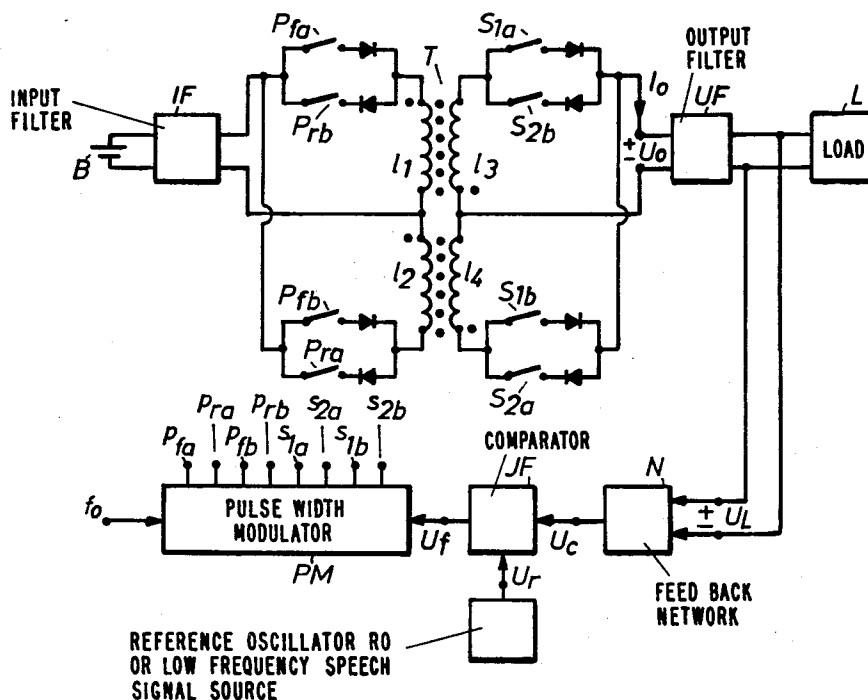 Pfa
S1a
OUTPUT
FILTER
T
INPUT
FILTER
IF
Io
UF
L
Prb
S2b
± Uo
LOAD
B
l1
l3
l2
l4
Pfb
S1b
Pra
S2a
pfa
pra
pfb
prb
s1a
s2a
s1b
s2b
COMPARATOR
JF
N
fo
PULSE WIDTH
MODULATOR
Uf
Uc
± UL
PM
Ur
FEED BACK
NETWORK
REFERENCE OSCILLATOR RO
OR LOW FREQUENCY SPEECH
SIGNAL SOURCE